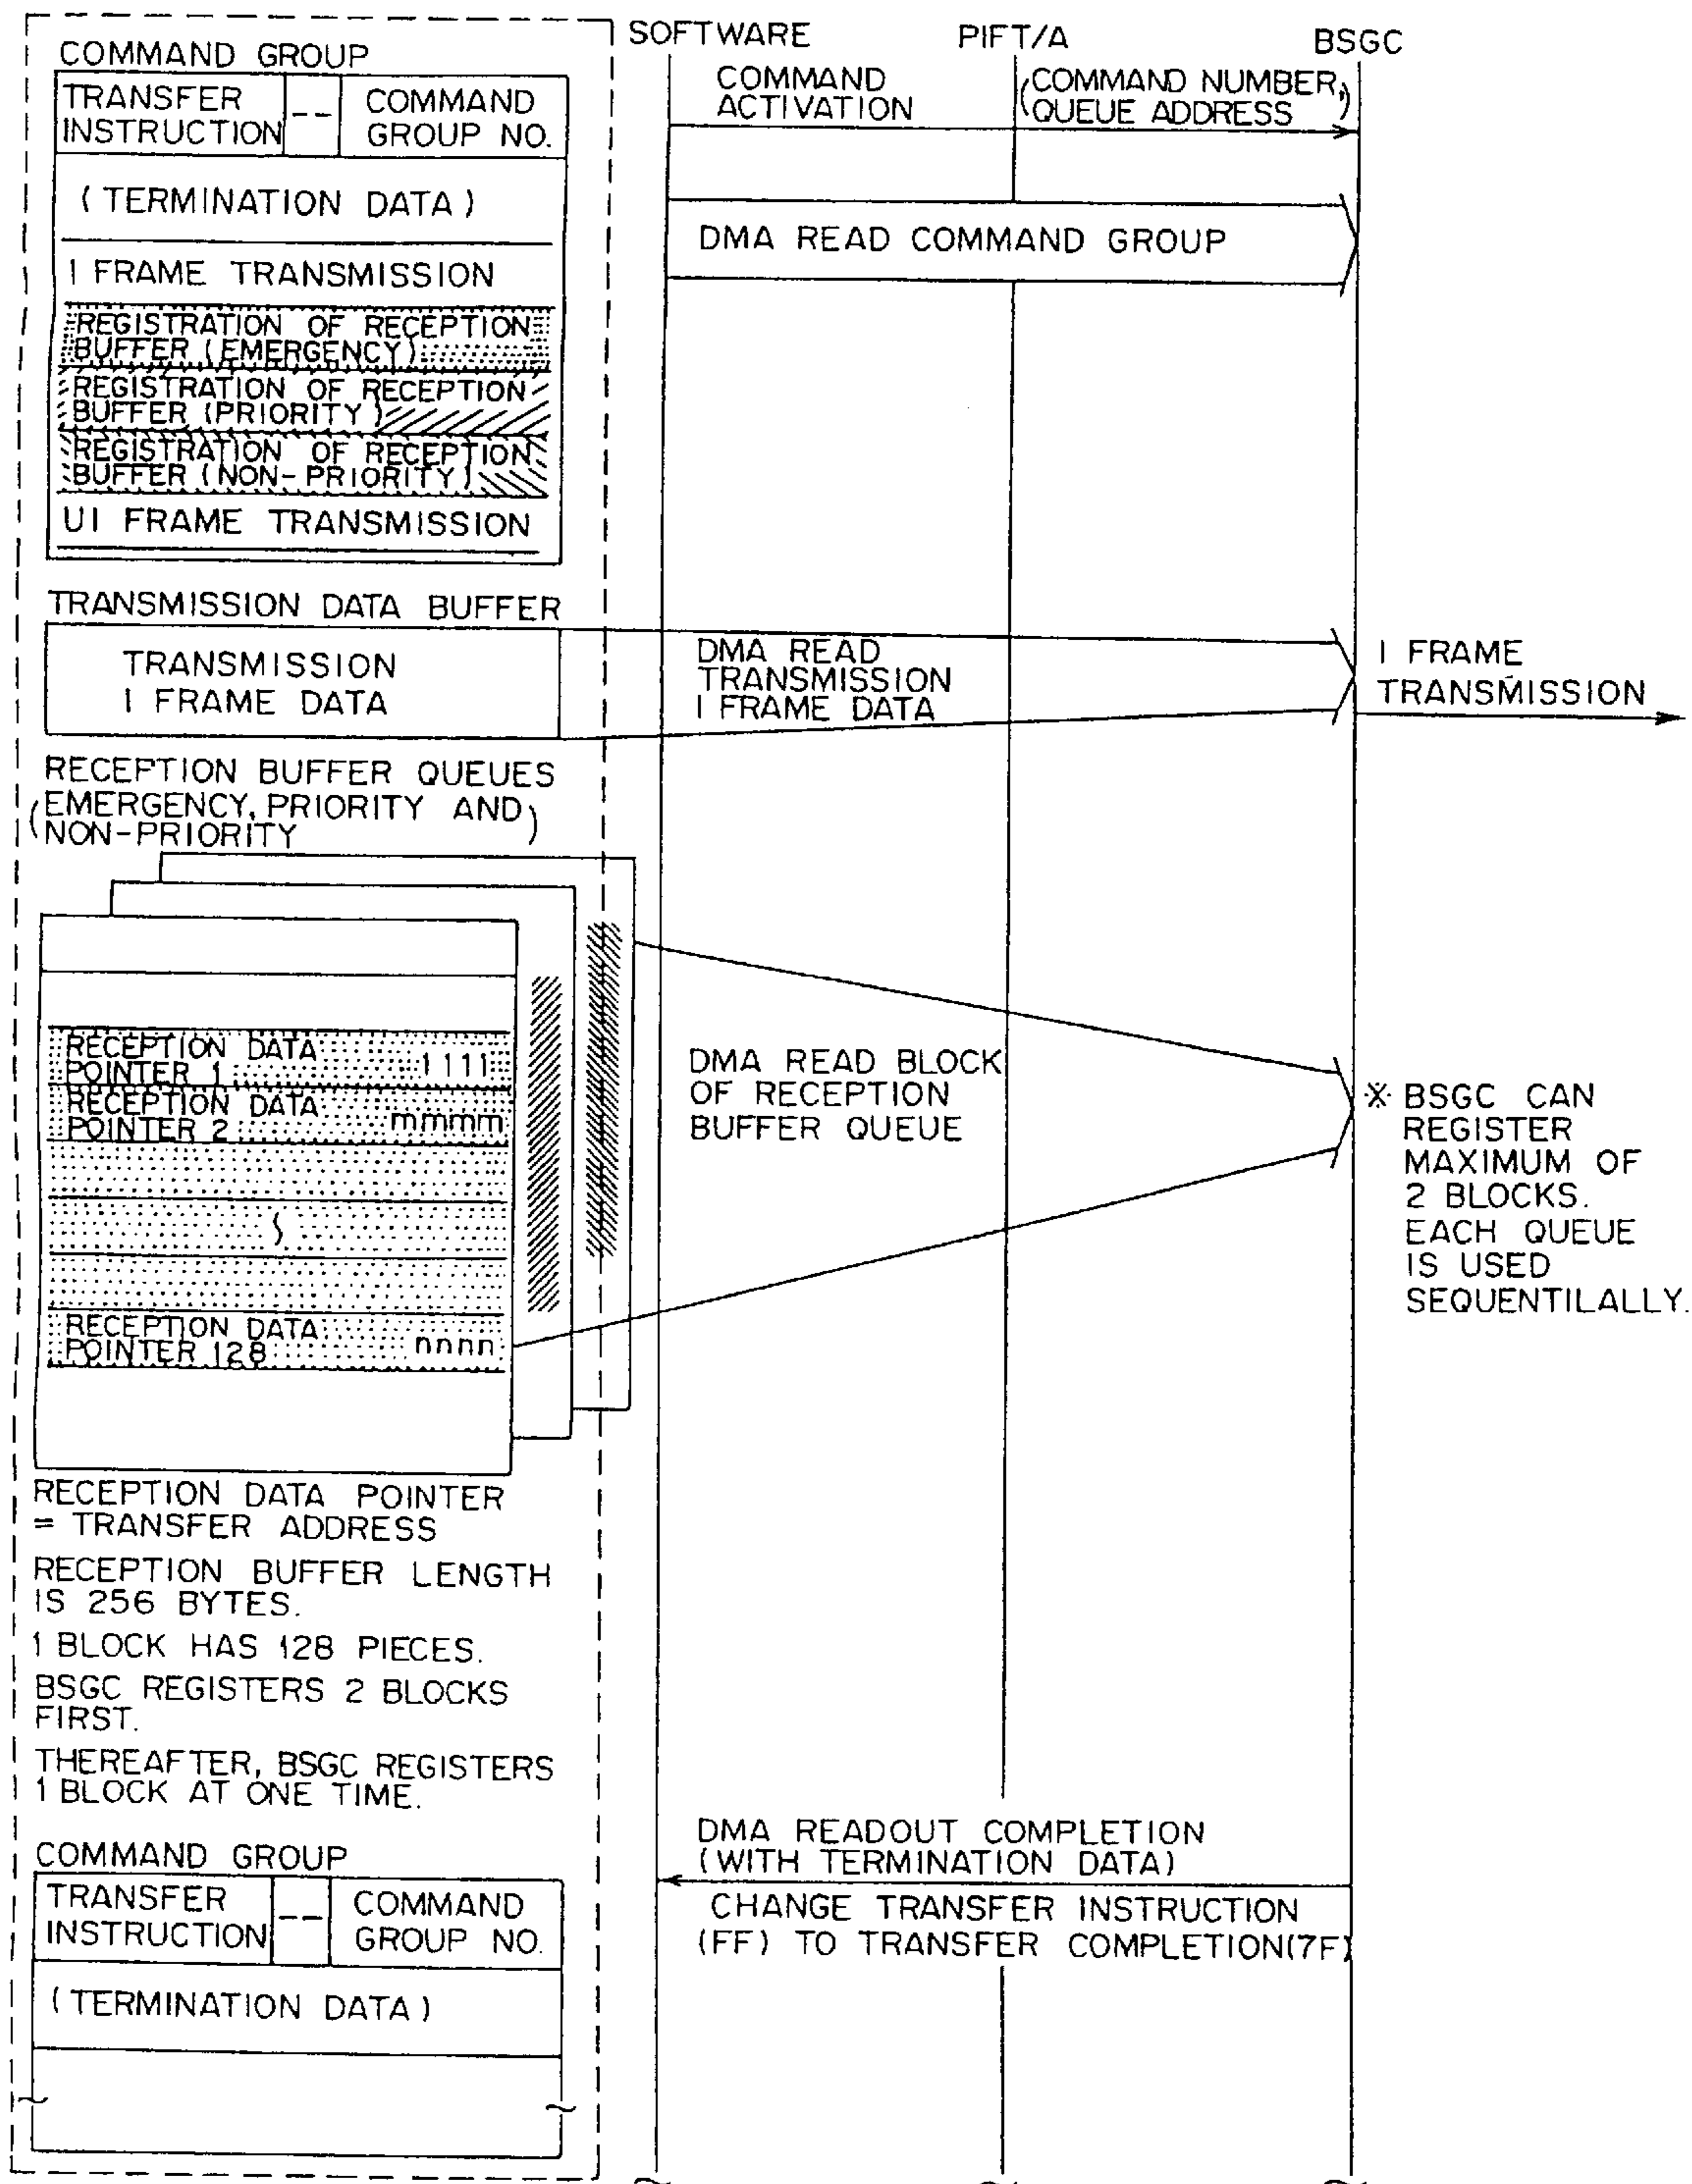 COMMAND GROUP
TRANSFER INSTRUCTION
--
COMMAND GROUP NO.
(TERMINATION DATA)
I FRAME TRANSMISSION
REGISTRATION OF RECEPTION
BUFFER (EMERGENCY)
REGISTRATION OF RECEPTION
BUFFER (PRIORITY)
REGISTRATION OF RECEPTION
BUFFER (NON-PRIORITY)
UI FRAME TRANSMISSION
SOFTWARE
PIFT/A
BSGC
COMMAND
ACTIVATION
(COMMAND NUMBER,
QUEUE ADDRESS)
DMA READ COMMAND GROUP
TRANSMISSION DATA BUFFER
TRANSMISSION
I FRAME DATA
DMA READ
TRANSMISSION
I FRAME DATA
I FRAME
TRANSMISSION
RECEPTION BUFFER QUEUES
(EMERGENCY, PRIORITY AND
NON-PRIORITY)
RECEPTION DATA
POINTER 1 1111
RECEPTION DATA
POINTER 2 mmmm
RECEPTION DATA
POINTER 128 nnnn
DMA READ BLOCK
OF RECEPTION
BUFFER QUEUE
※ BSGC CAN
REGISTER
MAXIMUM OF
2 BLOCKS.
EACH QUEUE
IS USED
SEQUENTILALLY.
RECEPTION DATA POINTER
= TRANSFER ADDRESS
RECEPTION BUFFER LENGTH
IS 256 BYTES.
1 BLOCK HAS 128 PIECES.
BSGC REGISTERS 2 BLOCKS
FIRST.
THEREAFTER, BSGC REGISTERS
1 BLOCK AT ONE TIME.
DMA READOUT COMPLETION
(WITH TERMINATION DATA)
CHANGE TRANSFER INSTRUCTION
(FF) TO TRANSFER COMPLETION(7F)
COMMAND GROUP
TRANSFER INSTRUCTION
--
COMMAND GROUP NO.
(TERMINATION DATA)